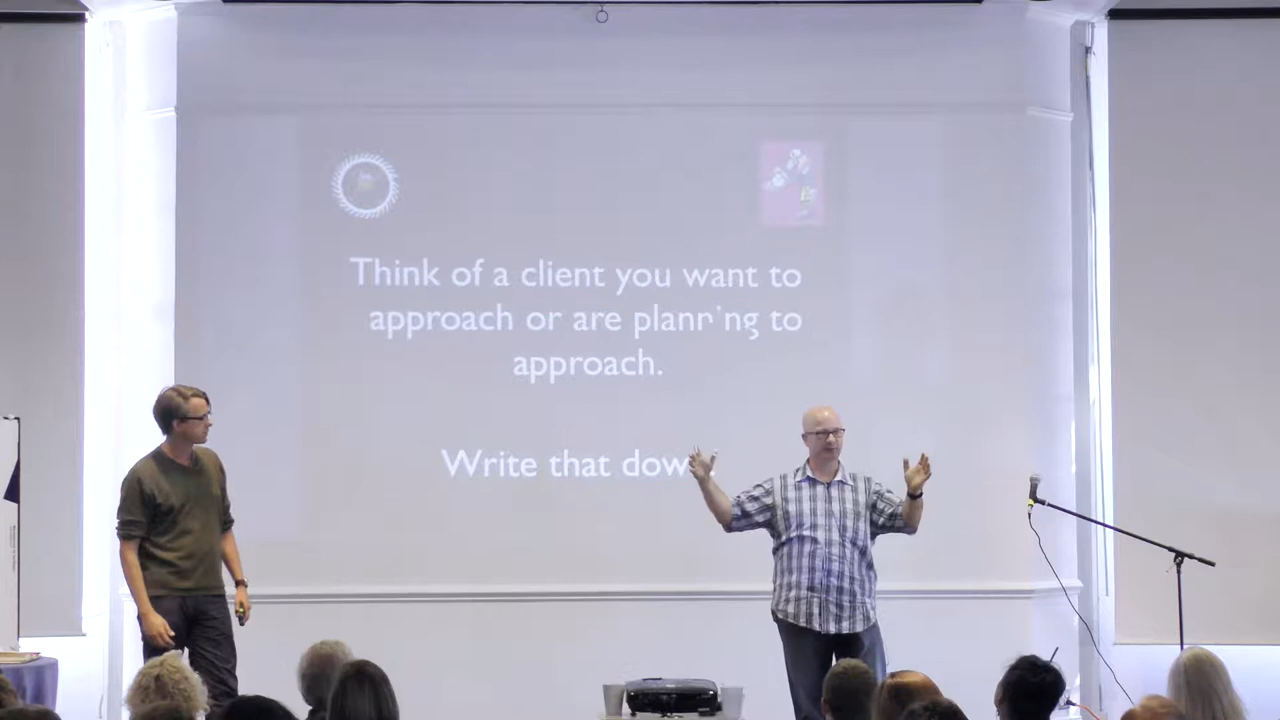 Think of a client you want to
approach or are planning to
approach.
Write that down.